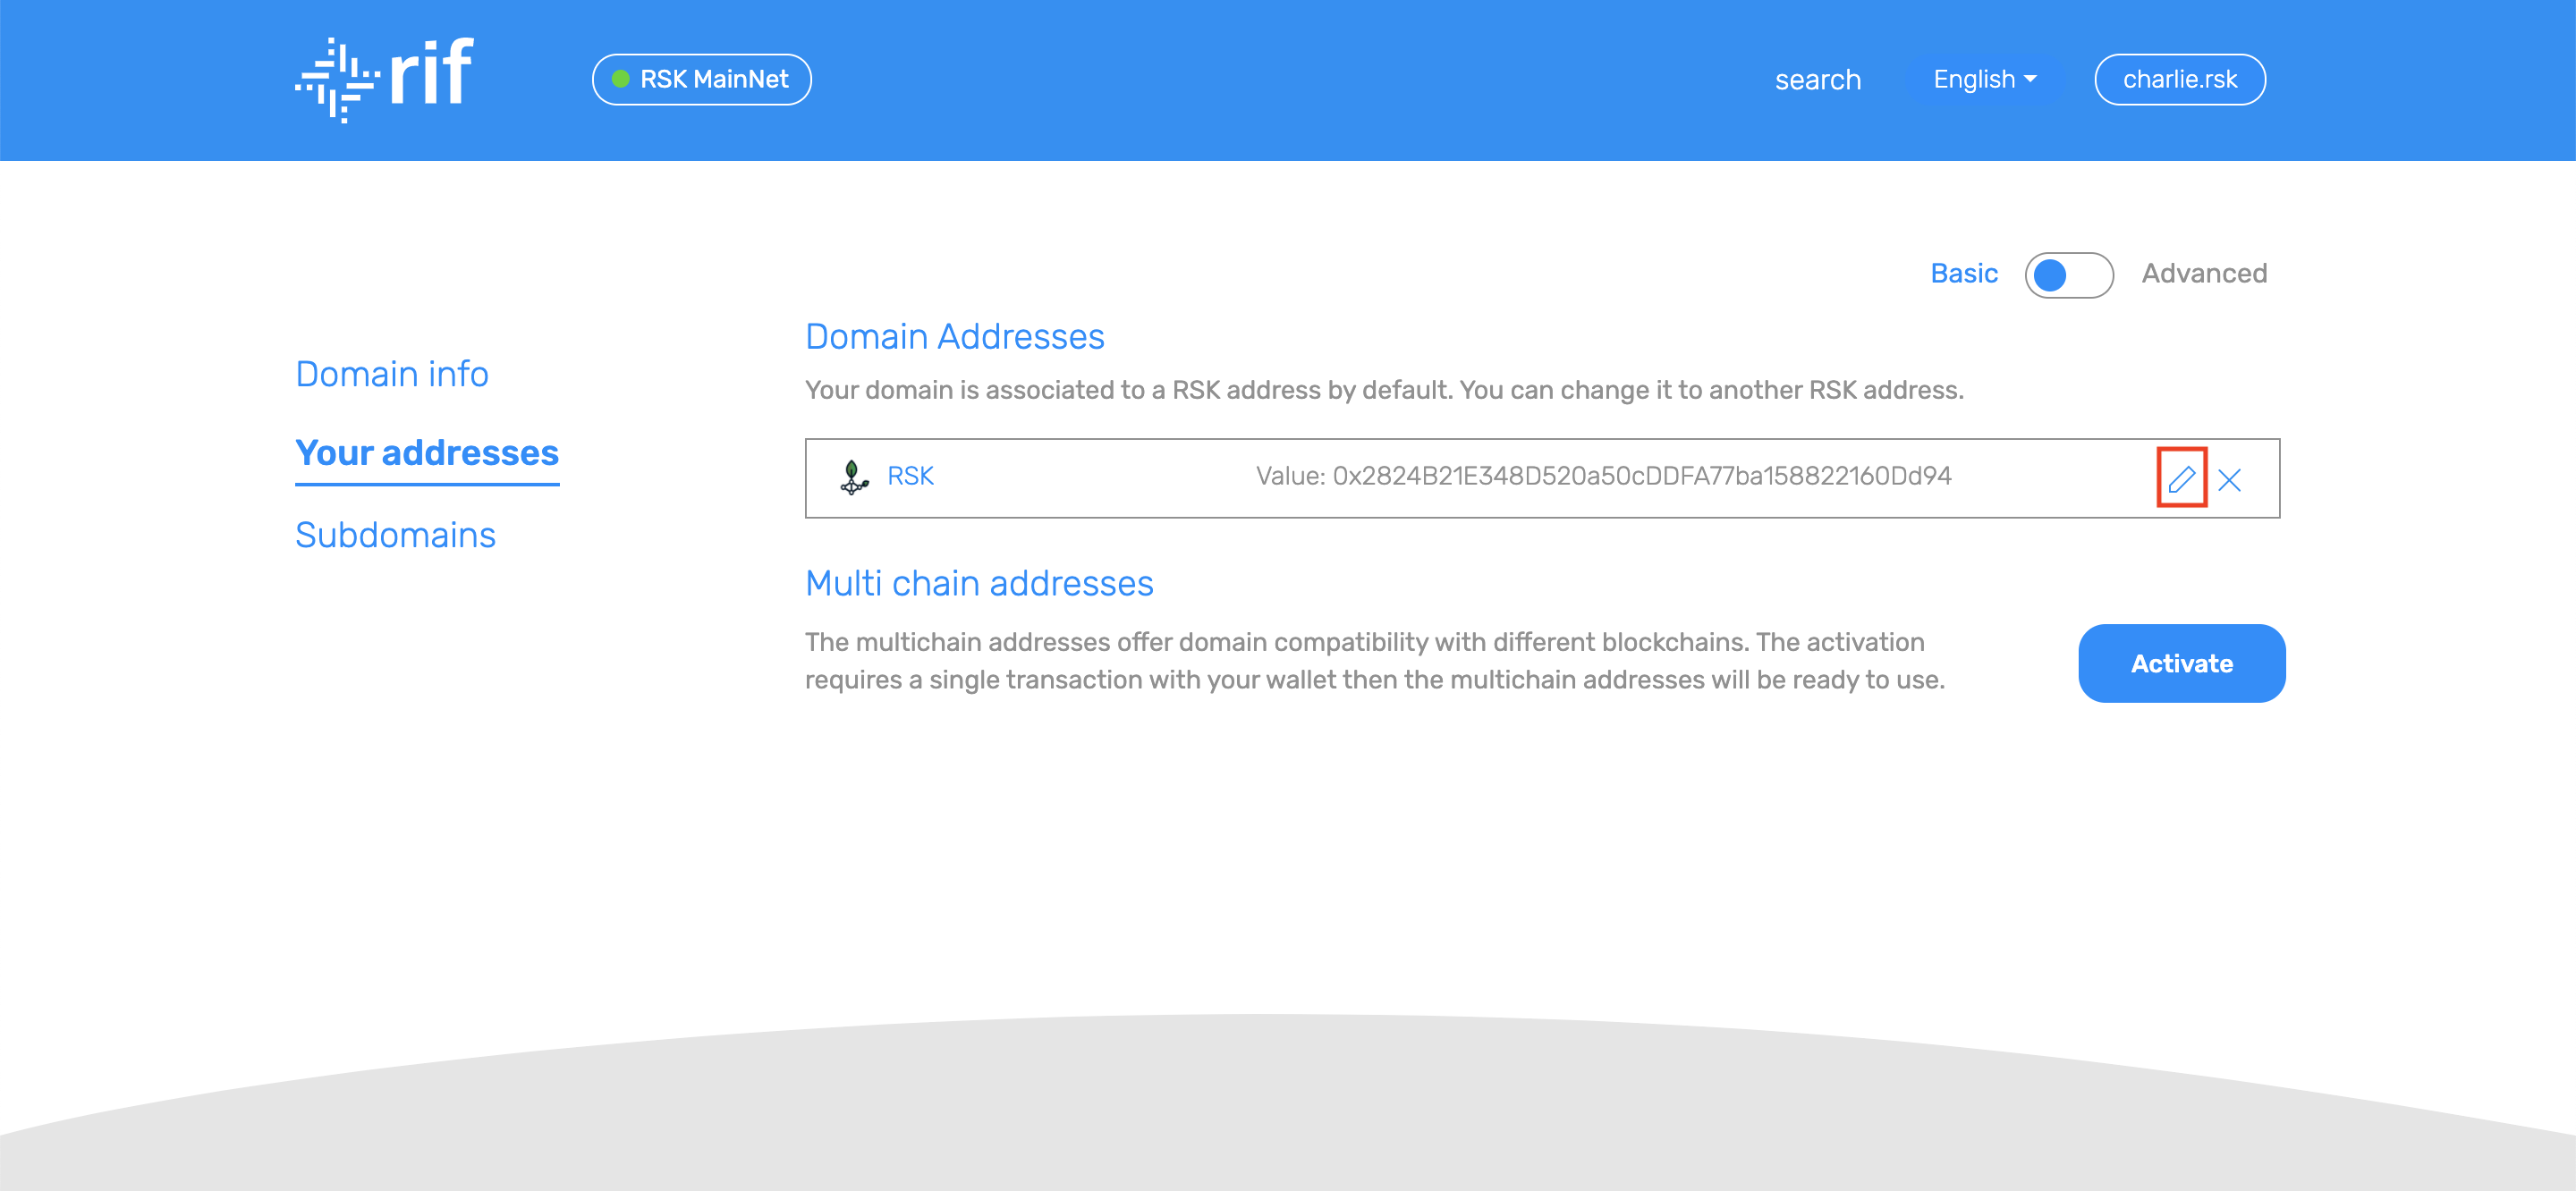 rif
RSK MainNet
search
English
charlie.rsk
Basic
Advanced
Domain info
Your addresses
Subdomains
Domain Addresses
Your domain is associated to a RSK address by default. You can change it to another RSK address.
RSK
Value: 0x2824B21E348D520a50cDDFA77ba158822160Dd94
Multi chain addresses
The multichain addresses offer domain compatibility with different blockchains. The activation
requires a single transaction with your wallet then the multichain addresses will be ready to use.
Activate